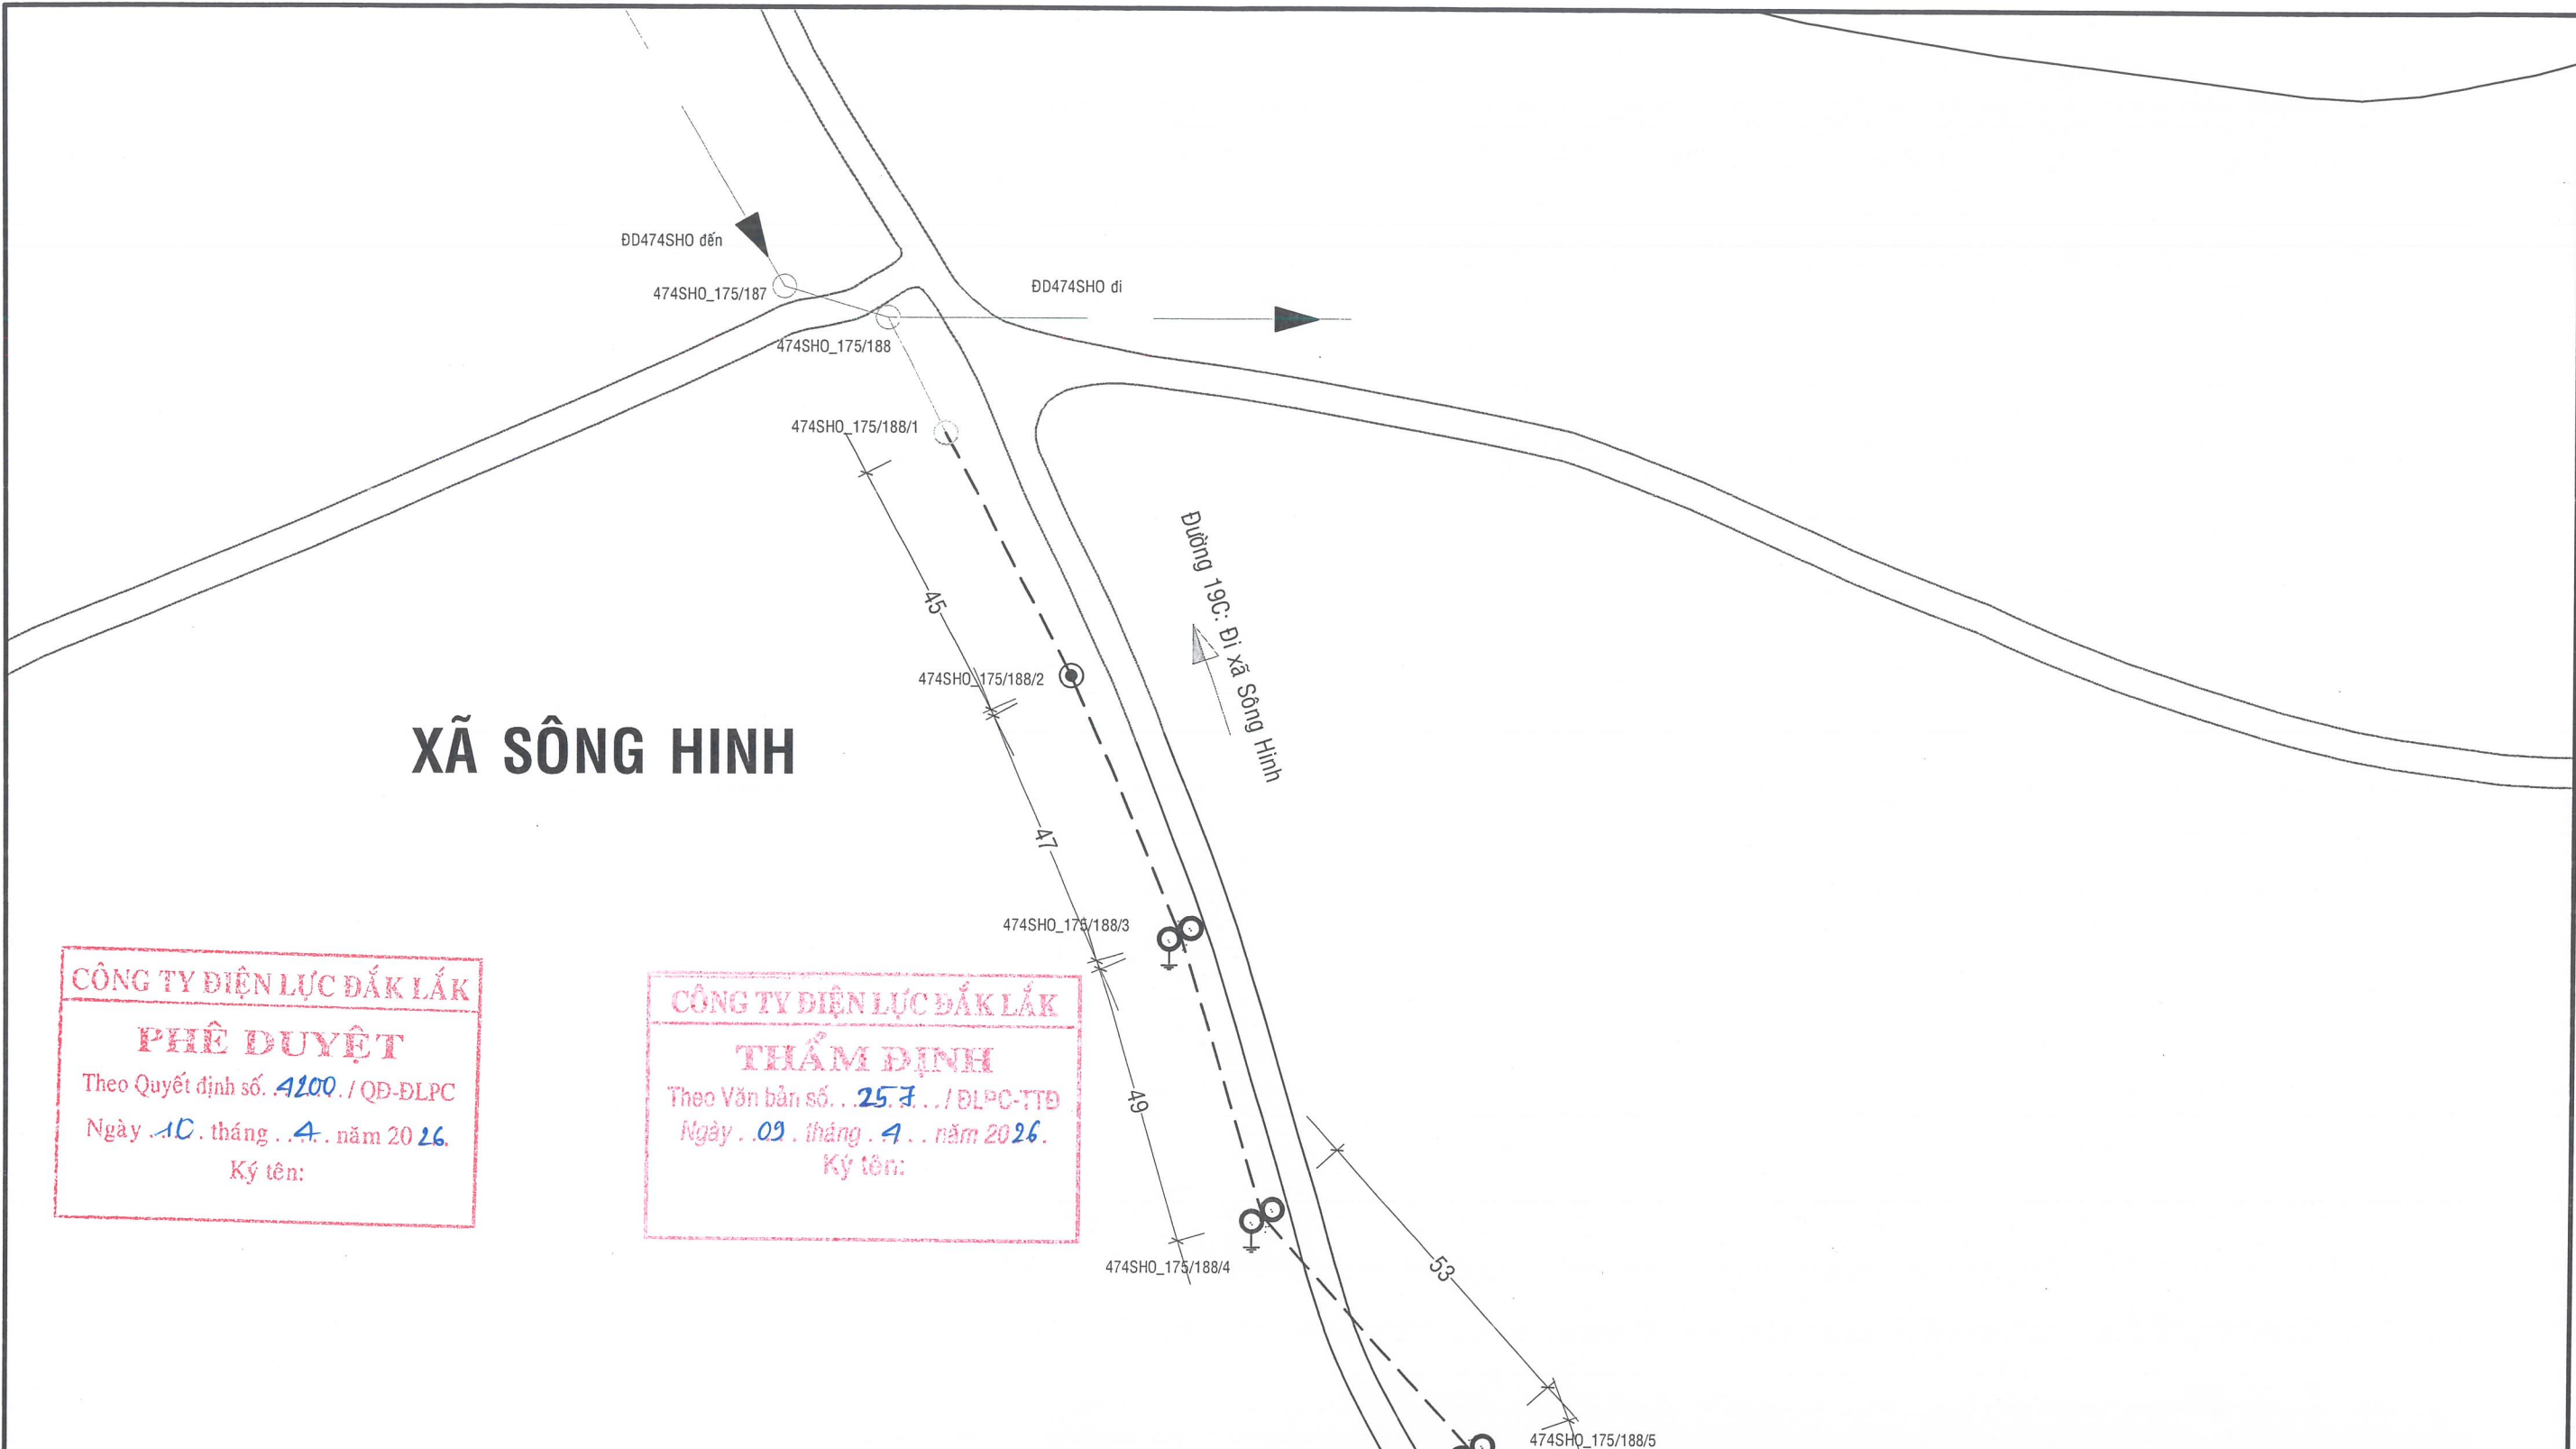 ĐD474SHO đến
474SHO_175/187
ĐD474SHO đi
474SHO_175/188
474SHO_175/188/1
45
Đường 19C: Đi xã Sông Hinh
474SHO_175/188/2
XÃ SÔNG HINH
47
474SHO_175/188/3
CÔNG TY ĐIỆN LỰC ĐẮK LẮK
PHÊ DUYỆT
Theo Quyết định số. 4200. / QĐ-ĐLPC
Ngày ..10. tháng ..4.. năm 2026.
Ký tên:
CÔNG TY ĐIỆN LỰC ĐẮK LẮK
THẨM ĐỊNH
Theo Văn bản số...257.../ ĐLPC-TTĐ
Ngày ..09. tháng .4.. năm 2026.
Ký tên:
49
474SHO_175/188/4
53
474SHO_175/188/5